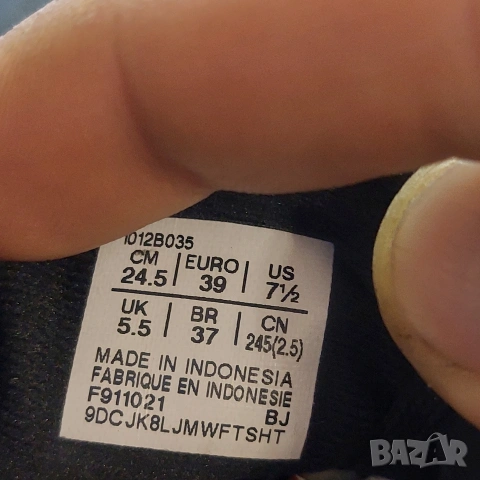 1012B035
CM EURO US
24.5 39 7½
UK BR CN
5.5 37 245(2.5)
MADE IN INDONESIA
FABRIQUE EN INDONESIE
F911021 BJ
9DCJK8LJMWFTSHT
BAZAR